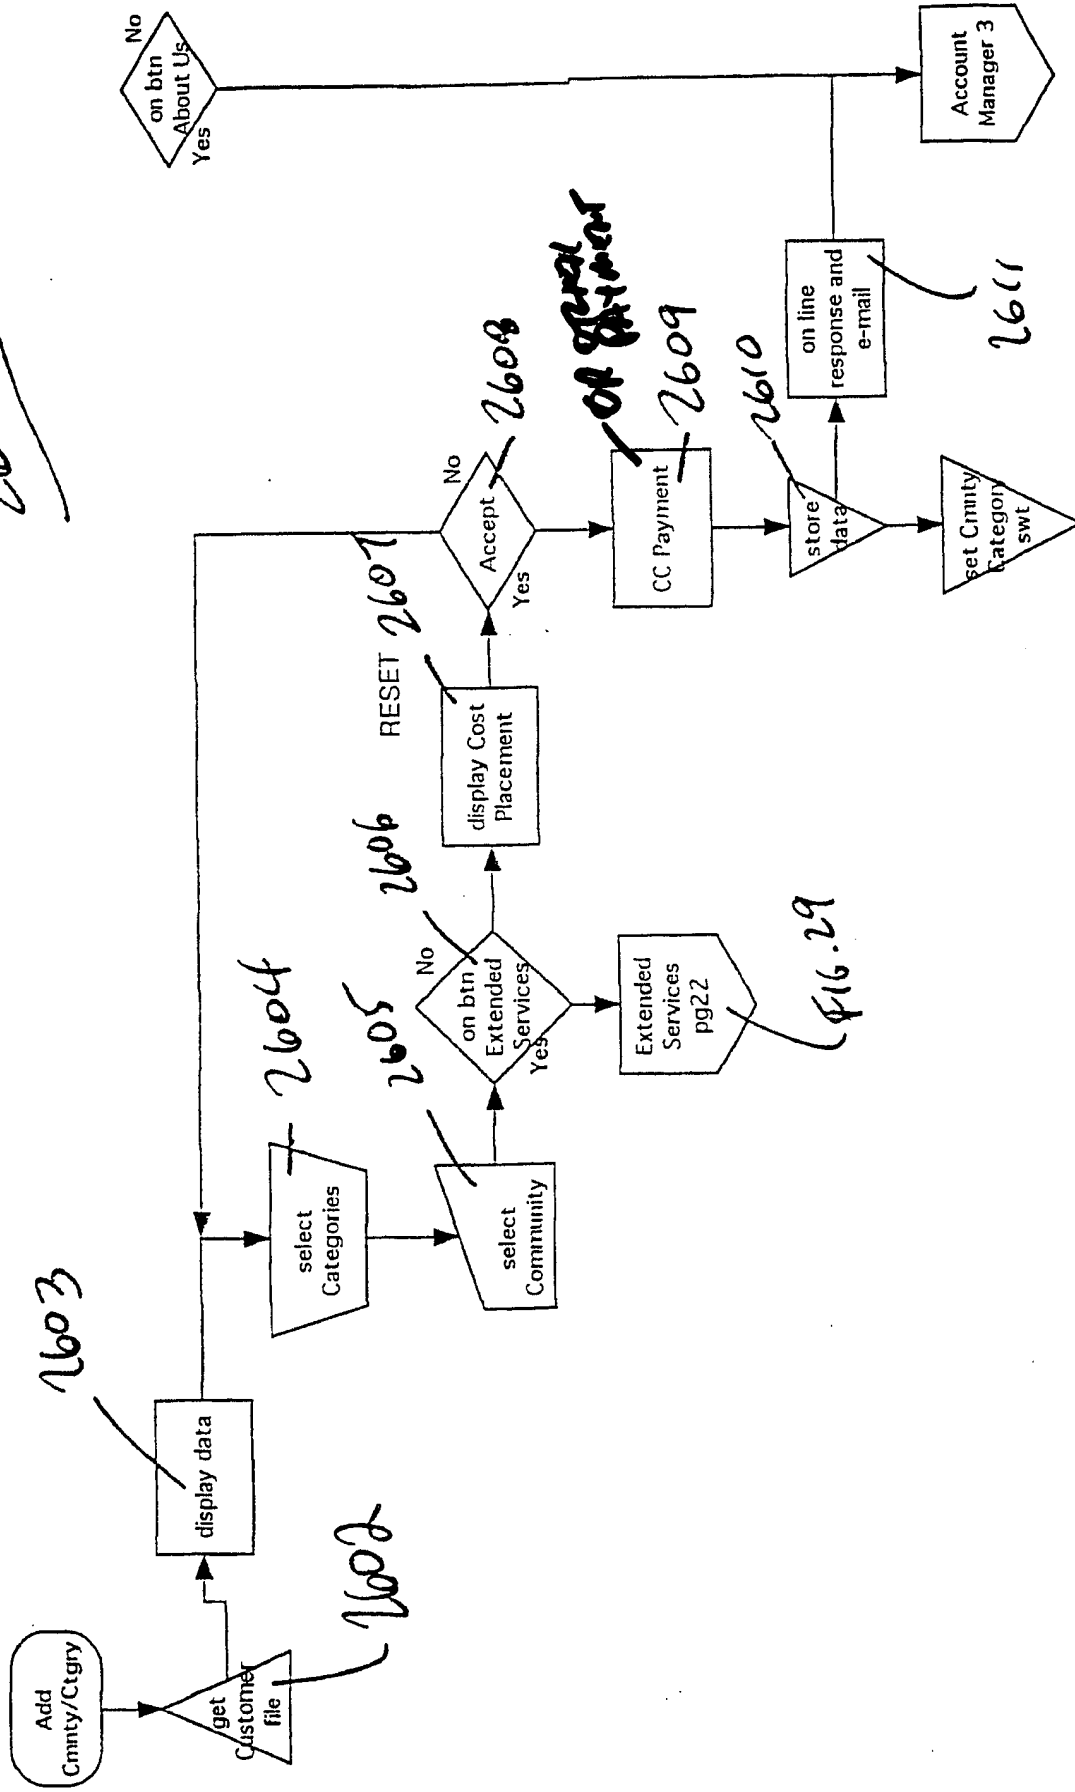 Add
Cmnty/Ctgry
get
Customer
file
2602
display data
2603
select
Categories
2604
select
Community
2605
on btn
Extended
Services
No
Yes
2606
Extended
Services
pg22
FIG.29
display Cost
Placement
RESET
2607
Accept
No
Yes
2608
CC Payment
OR OTHER
PAYMENT
2609
store
data
2610
set Cmnty
Category
swt
on line
response and
e-mail
2611
on btn
About Us
No
Yes
Account
Manager 3